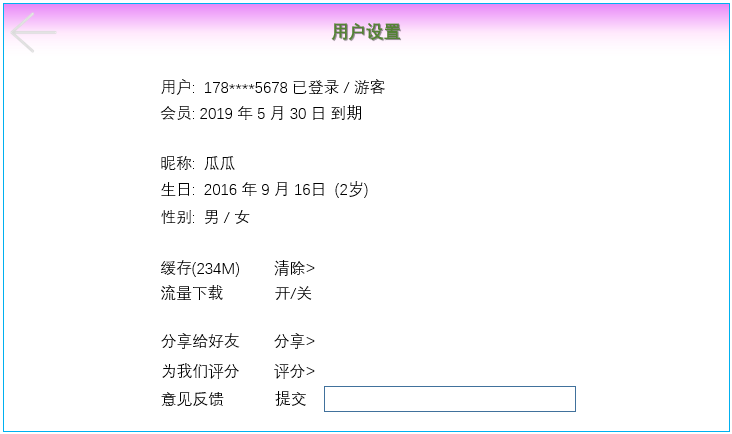 用户设置
用户: 178****5678 已登录 / 游客
会员: 2019 年 5 月 30 日 到期
昵称: 瓜瓜
生日: 2016 年 9 月 16日 (2岁)
性别: 男 / 女
缓存(234M) 清除>
流量下载 开/关
分享给好友 分享>
为我们评分 评分>
意见反馈 提交